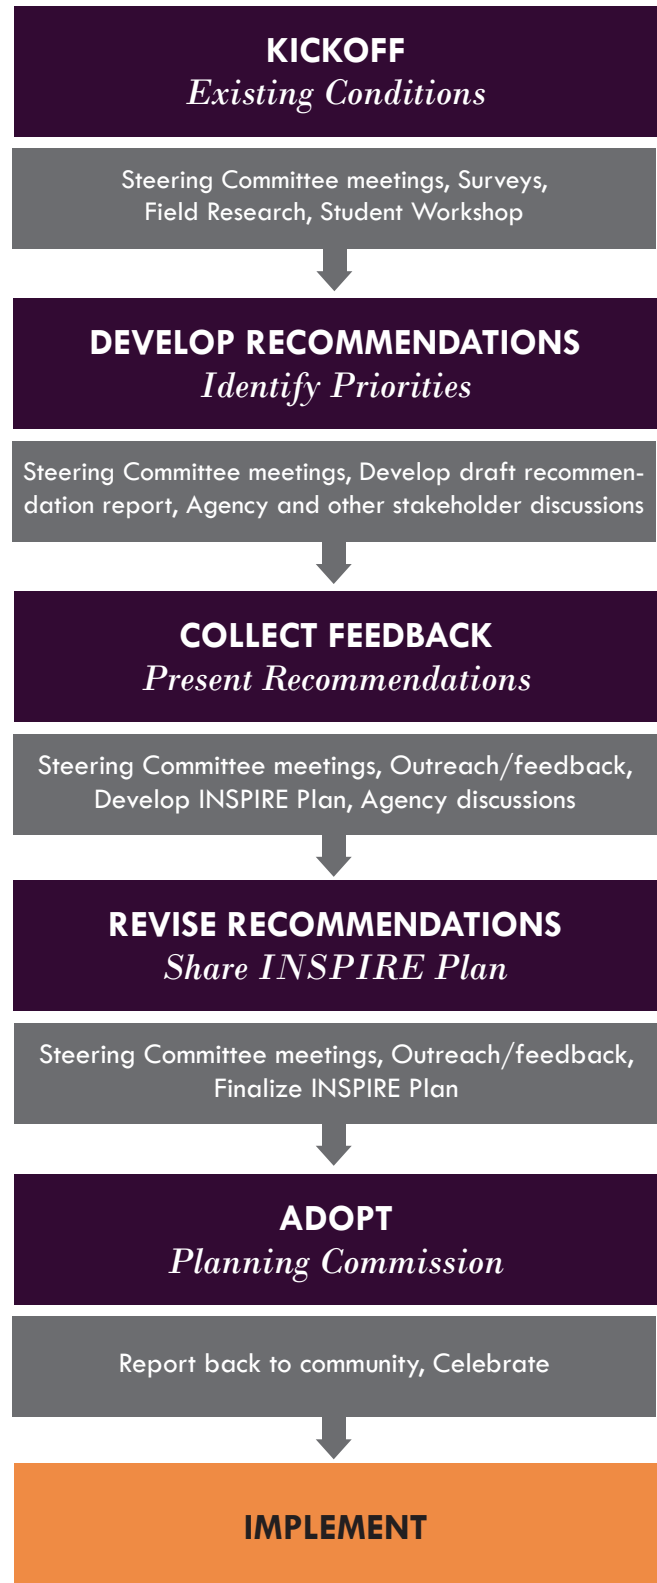 KICKOFF
Existing Conditions
Steering Committee meetings, Surveys,
Field Research, Student Workshop
DEVELOP RECOMMENDATIONS
Identify Priorities
Steering Committee meetings, Develop draft recommen-
dation report, Agency and other stakeholder discussions
COLLECT FEEDBACK
Present Recommendations
Steering Committee meetings, Outreach/feedback,
Develop INSPIRE Plan, Agency discussions
REVISE RECOMMENDATIONS
Share INSPIRE Plan
Steering Committee meetings, Outreach/feedback,
Finalize INSPIRE Plan
ADOPT
Planning Commission
Report back to community, Celebrate
IMPLEMENT